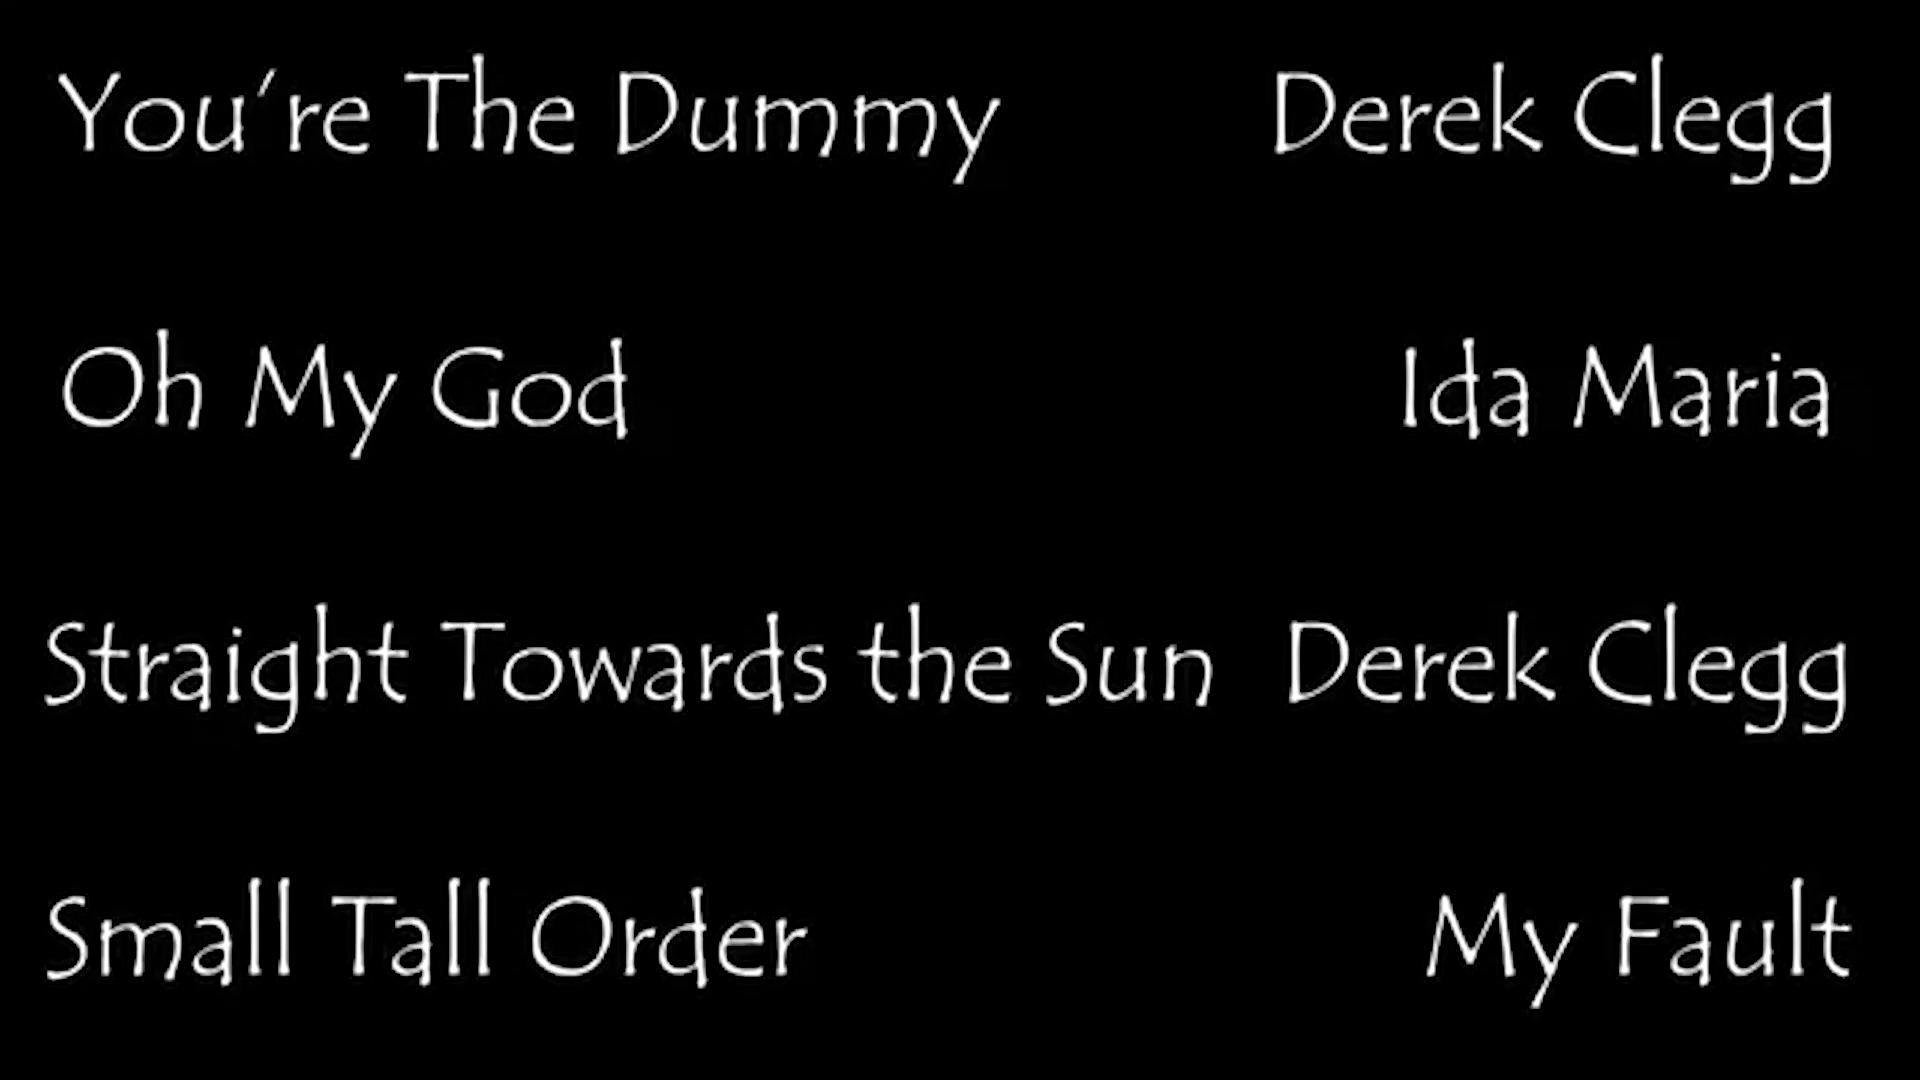 You're The Dummy Derek Clegg
Oh My God Ida Maria
Straight Towards the Sun Derek Clegg
Small Tall Order My Fault